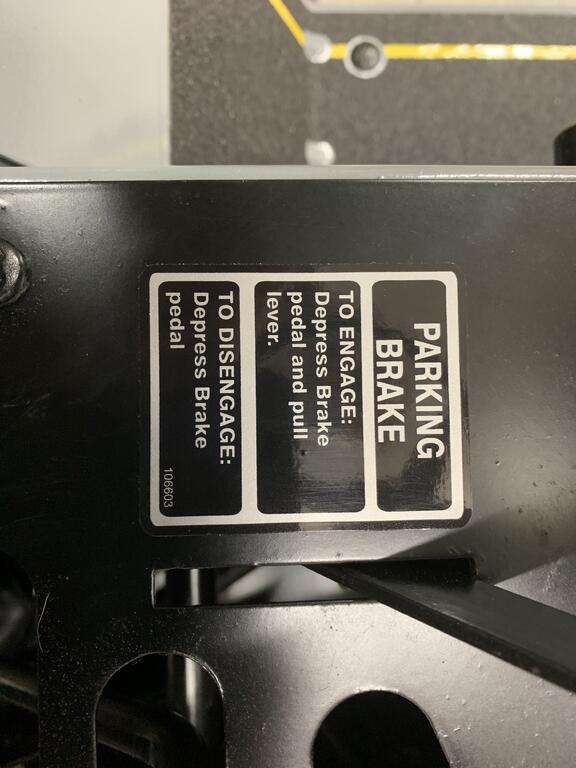 PARKING
BRAKE
TO ENGAGE:
Depress Brake
pedal and pull
lever.
TO DISENGAGE:
Depress Brake
pedal
106603